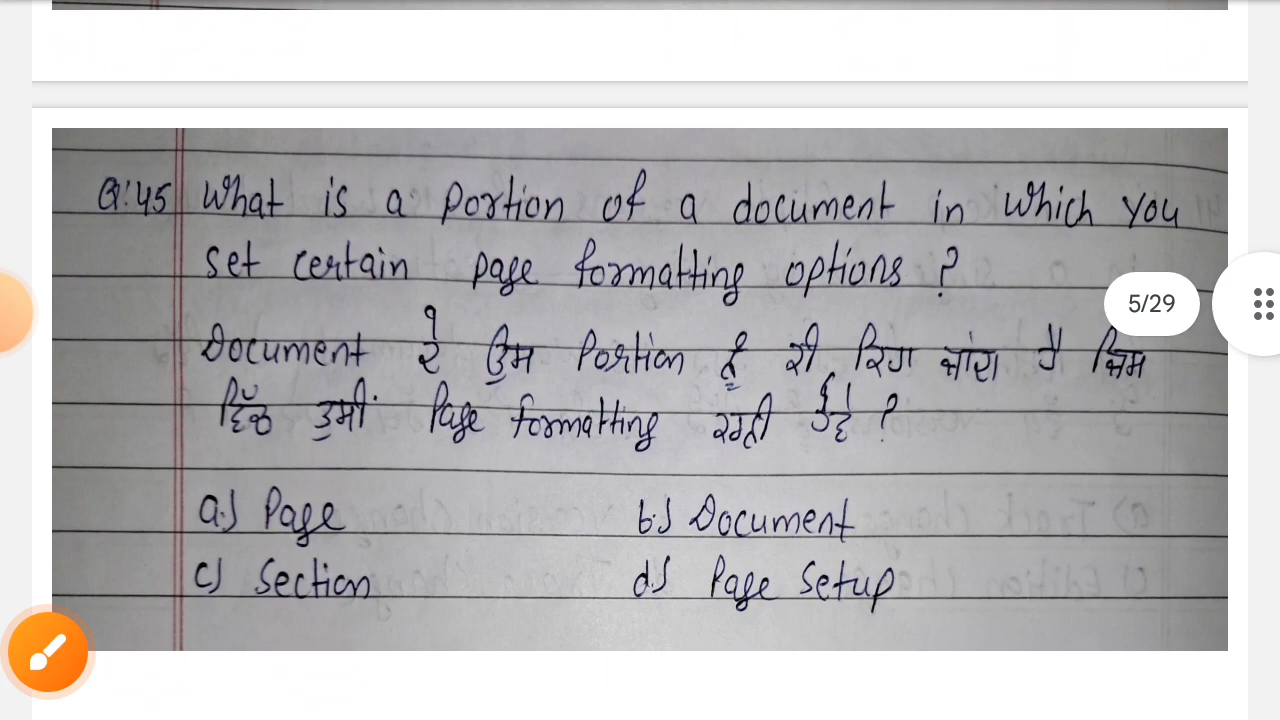 Q:45 What is a Portion of a document in which you
set certain page formatting options ?
5/29
Document ਦੇ ਉਸ Portion ਨੂੰ ਕੀ ਕਿਹਾ ਜਾਂਦਾ ਹੈ ਜਿਸ
ਵਿੱਚ ਤੁਸੀਂ Page formatting ਕਰਨੀ ਹੁੰਦੀ ?
a.) Page b.) Document
c) Section d.) Page Setup